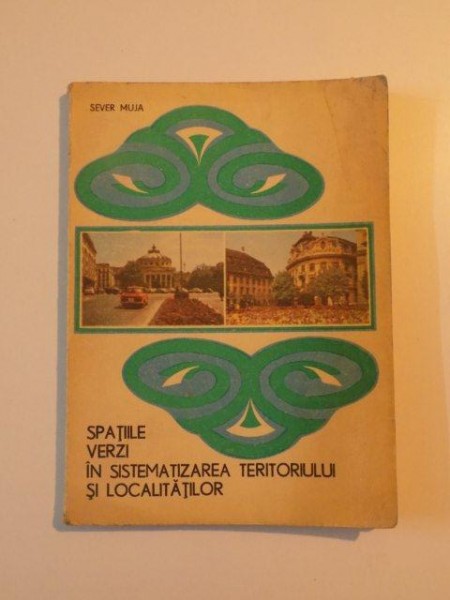 SEVER MUJA
SPAȚIILE
VERZI
ÎN SISTEMATIZAREA TERITORIULUI
ȘI LOCALITĂȚILOR